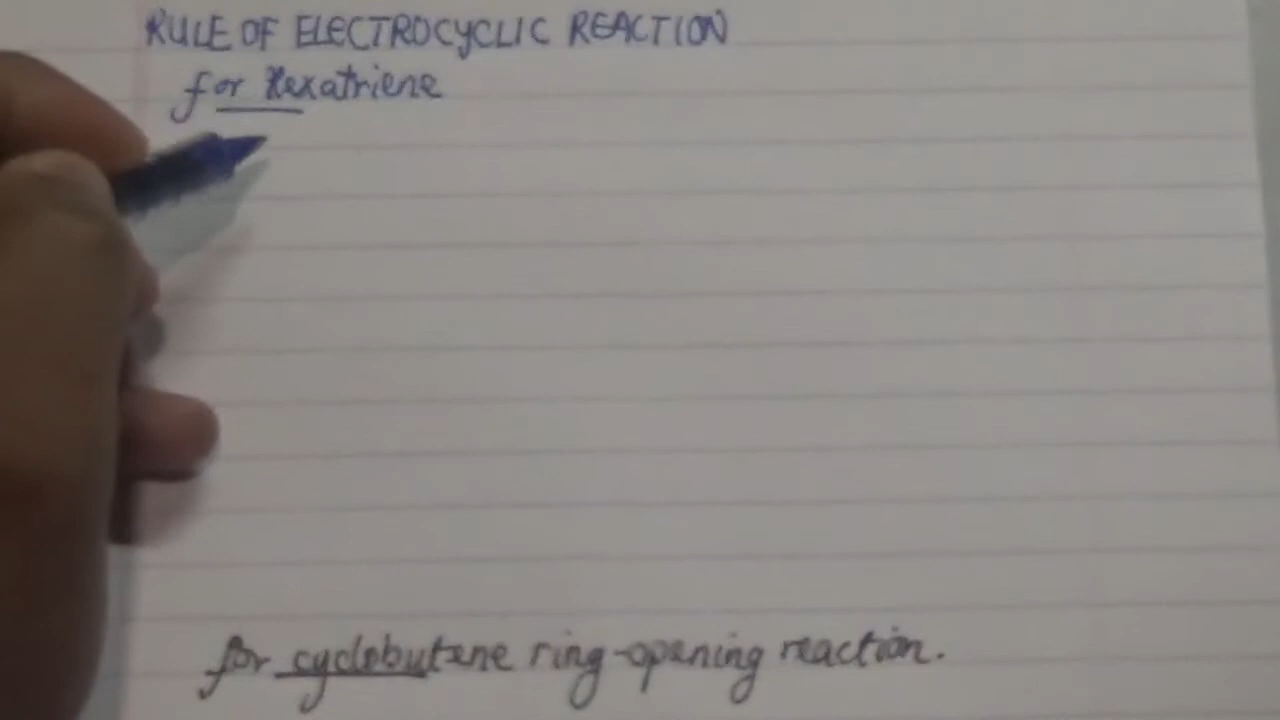 RULE OF ELECTROCYCLIC REACTION
for Hexatriene
for cyclobutene ring-opening reaction.